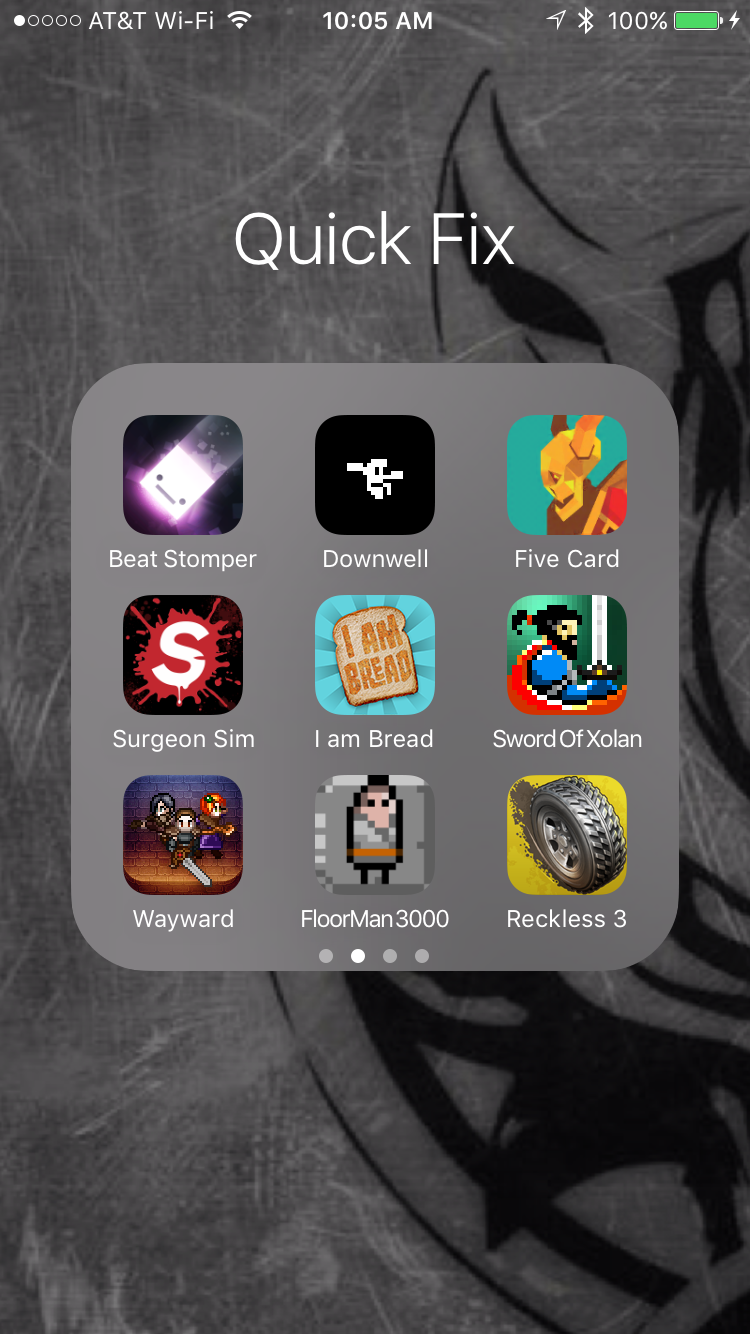 AT&T Wi-Fi 10:05 AM 100%
Quick Fix
Beat Stomper Downwell Five Card
S I AM BREAD
Surgeon Sim I am Bread Sword Of Xolan
Wayward FloorMan3000 Reckless 3